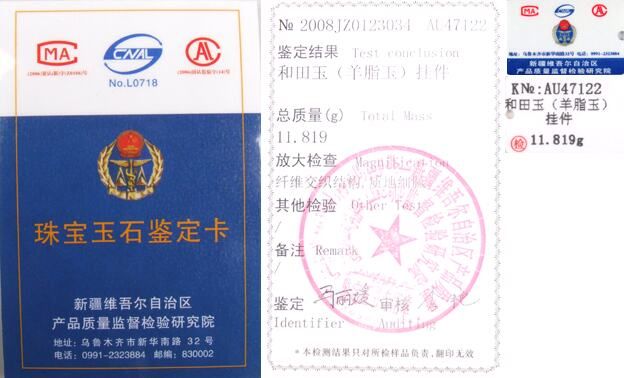 MA
CNAL
AL
No.L0718
珠宝玉石鉴定卡
新疆维吾尔自治区
产品质量监督检验研究院
地址：乌鲁木齐市新华南路 32 号
电话：0991-2323884 邮编：830002
№ 2008JZ0123034 AU47122
鉴定结果 Test conclusion
和田玉（羊脂玉）挂件
总质量(g) Total Mass
11.819
放大检查 Magnification
纤维交织结构,质地细腻
其他检验 Other Test
/
备注 Remark
/
鉴定 审核
Identifier Auditing
*本检测结果只对所检样品负责,翻印无效
新疆维吾尔自治区
产品质量监督检验研究院
K№:AU47122
和田玉（羊脂玉）
挂件
检 11.819g